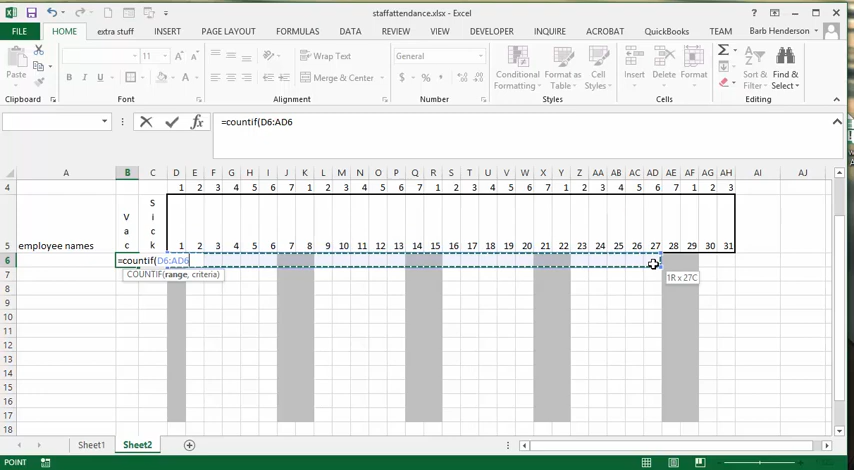 staffattendance.xlsx - Excel
FILE HOME extra stuff INSERT PAGE LAYOUT FORMULAS DATA REVIEW VIEW DEVELOPER INQUIRE ACROBAT QuickBooks TEAM Barb Henderson
Paste
11
Wrap Text
General
Conditional Formatting
Format as Table
Cell Styles
Insert
Delete
Format
Sort & Filter
Find & Select
B I U
Merge & Center
$ % ,
Clipboard Font Alignment Number Styles Cells Editing
=countif(D6:AD6
A B C D E F G H I J K L M N O P Q R S T U V W X Y Z AA AB AC AD AE AF AG AH AI AJ
4 1 2 3 4 5 6 7 1 2 3 4 5 6 7 1 2 3 4 5 6 7 1 2 3 4 5 6 7 1 2 3
5 employee names Vac Sick 1 2 3 4 5 6 7 8 9 10 11 12 13 14 15 16 17 18 19 20 21 22 23 24 25 26 27 28 29 30 31
6 =countif(D6:AD6
7 COUNTIF(range, criteria) 1R x 27C
8
9
10
11
12
13
14
15
16
17
18
Sheet1 Sheet2
POINT